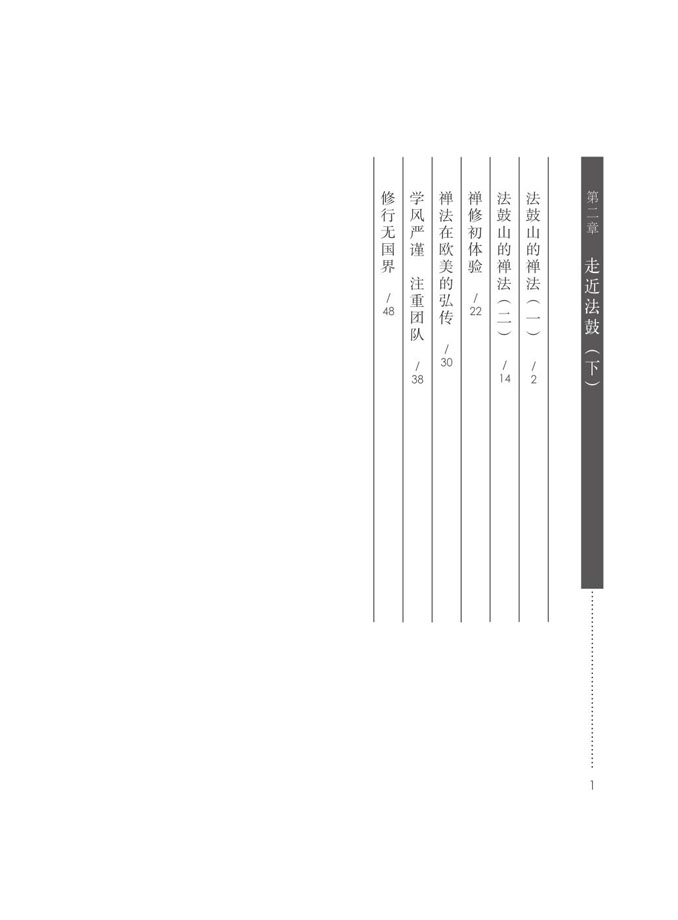 第二章 走近法鼓（下）
1
法鼓山的禅法（一） /2
法鼓山的禅法（二） /14
禅修初体验 /22
禅法在欧美的弘传 /30
学风严谨 注重团队 /38
修行无国界 /48